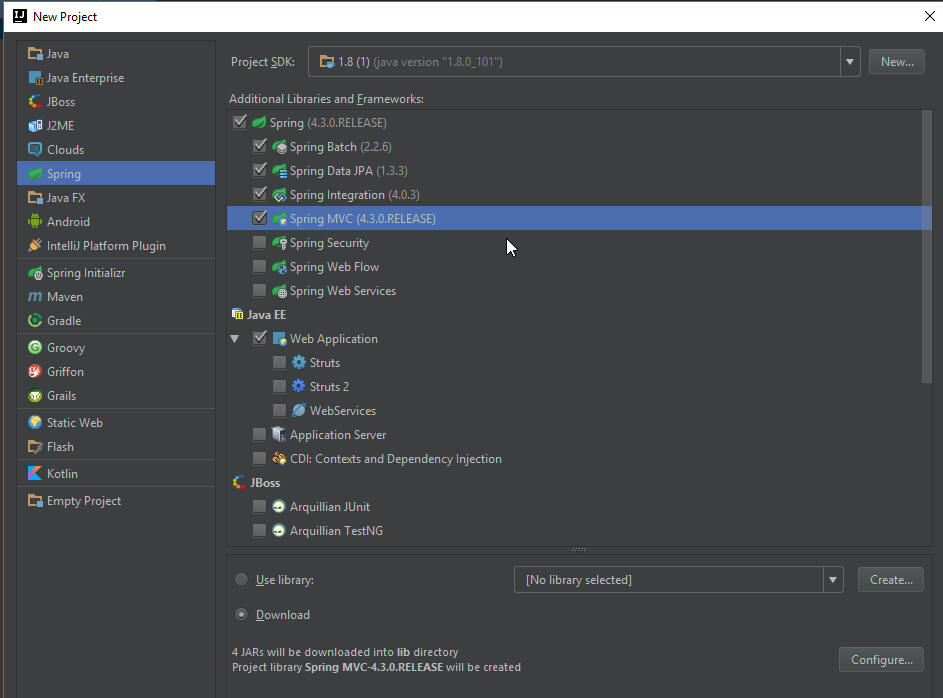 New Project
Java
Java Enterprise
JBoss
J2ME
Clouds
Spring
Java FX
Android
IntelliJ Platform Plugin
Spring Initializr
Maven
Gradle
Groovy
Griffon
Grails
Static Web
Flash
Kotlin
Empty Project
Project SDK: 1.8 (1) (java version "1.8.0_101") New...
Additional Libraries and Frameworks:
Spring (4.3.0.RELEASE)
Spring Batch (2.2.6)
Spring Data JPA (1.3.3)
Spring Integration (4.0.3)
Spring MVC (4.3.0.RELEASE)
Spring Security
Spring Web Flow
Spring Web Services
Java EE
Web Application
Struts
Struts 2
WebServices
Application Server
CDI: Contexts and Dependency Injection
JBoss
Arquillian JUnit
Arquillian TestNG
Use library: [No library selected] Create...
Download
4 JARs will be downloaded into lib directory
Project library Spring MVC-4.3.0.RELEASE will be created
Configure...